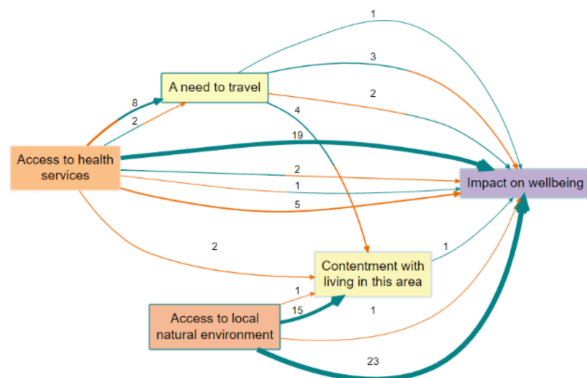 1
3
A need to travel
2
8
4
2
19
Access to health
services
2
Impact on wellbeing
1
5
2
1
Contentment with
living in this area
1
15
1
Access to local
natural environment
23